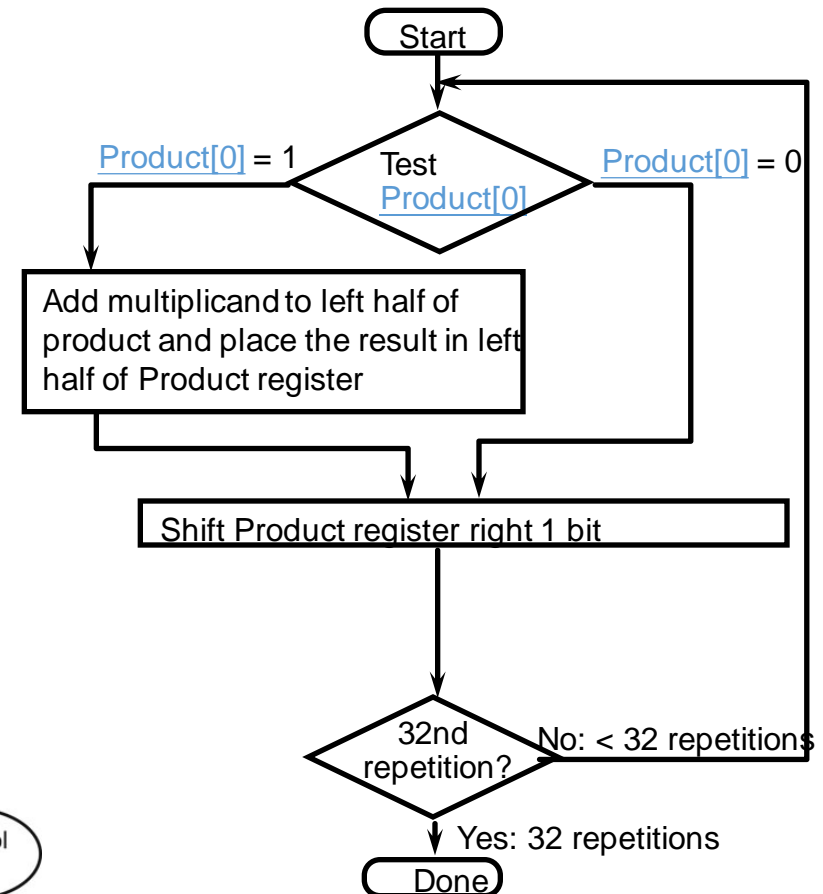 Start
Product[0] = 1
Test
Product[0]
Product[0] = 0
Add multiplicand to left half of
product and place the result in left
half of Product register
Shift Product register right 1 bit
32nd
repetition?
No: < 32 repetitions
Yes: 32 repetitions
Done